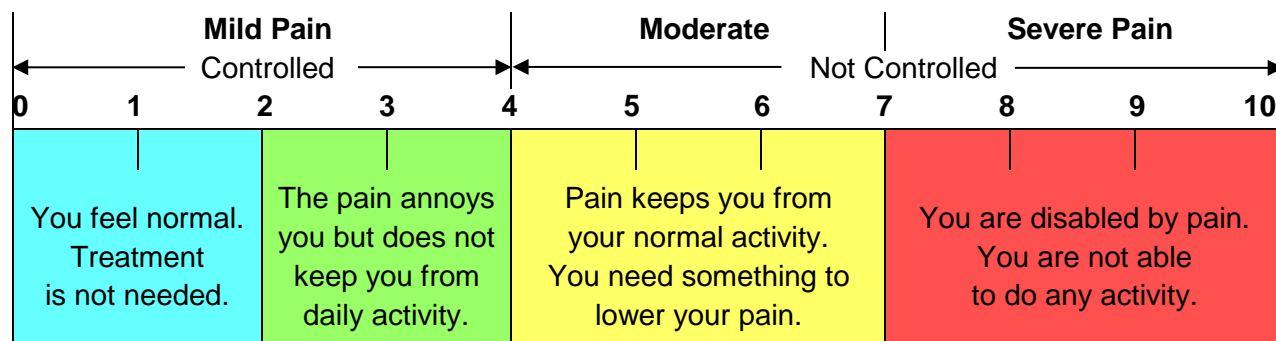 Mild Pain Moderate Severe Pain
Controlled Not Controlled
0 1 2 3 4 5 6 7 8 9 10
You feel normal.
Treatment
is not needed.
The pain annoys
you but does not
keep you from
daily activity.
Pain keeps you from
your normal activity.
You need something to
lower your pain.
You are disabled by pain.
You are not able
to do any activity.